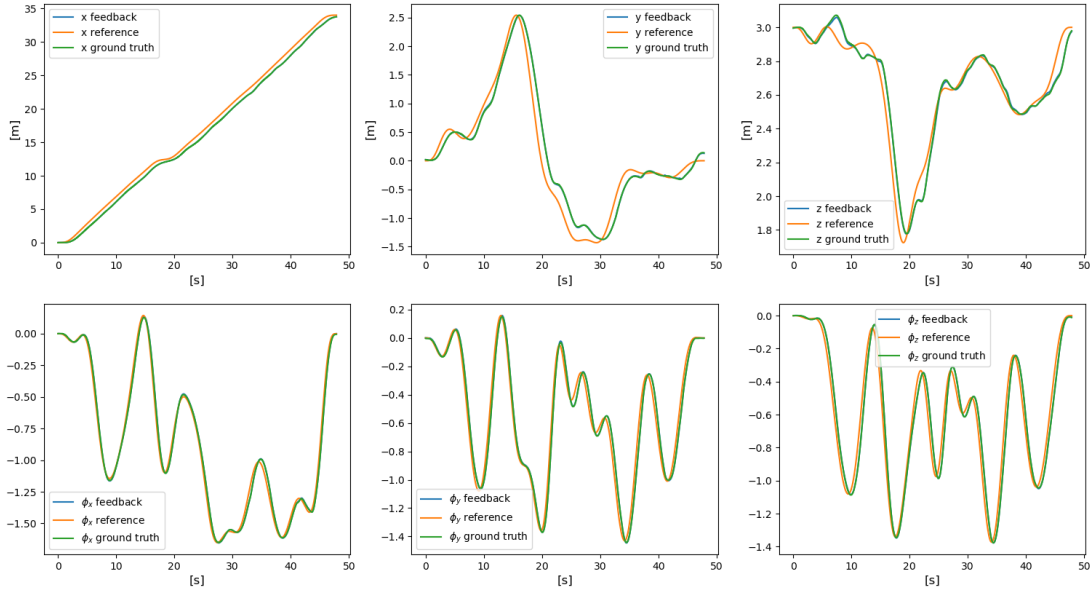 35
30
25
20
15
10
5
0
[m]
x feedback
x reference
x ground truth
0 10 20 30 40 50
[s]
2.5
2.0
1.5
1.0
0.5
0.0
−0.5
−1.0
−1.5
[m]
y feedback
y reference
y ground truth
0 10 20 30 40 50
[s]
3.0
2.8
2.6
2.4
2.2
2.0
1.8
[m]
z feedback
z reference
z ground truth
0 10 20 30 40 50
[s]
0.00
−0.25
−0.50
−0.75
−1.00
−1.25
−1.50
ϕx feedback
ϕx reference
ϕx ground truth
0 10 20 30 40 50
[s]
0.2
0.0
−0.2
−0.4
−0.6
−0.8
−1.0
−1.2
−1.4
ϕy feedback
ϕy reference
ϕy ground truth
0 10 20 30 40 50
[s]
0.0
−0.2
−0.4
−0.6
−0.8
−1.0
−1.2
−1.4
ϕz feedback
ϕz reference
ϕz ground truth
0 10 20 30 40 50
[s]